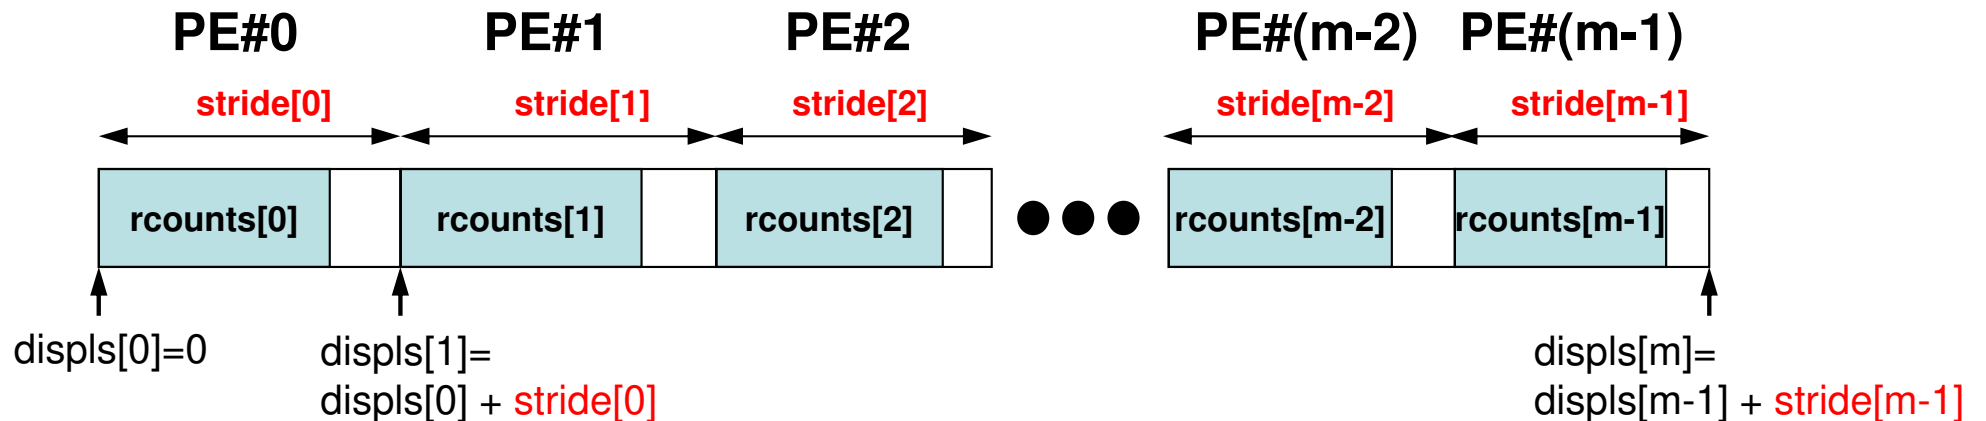 PE#0 PE#1 PE#2 PE#(m-2) PE#(m-1)
stride[0] stride[1] stride[2] stride[m-2] stride[m-1]
rcounts[0] rcounts[1] rcounts[2] rcounts[m-2] rcounts[m-1]
displs[0]=0
displs[1]=
displs[0] + stride[0]
displs[m]=
displs[m-1] + stride[m-1]